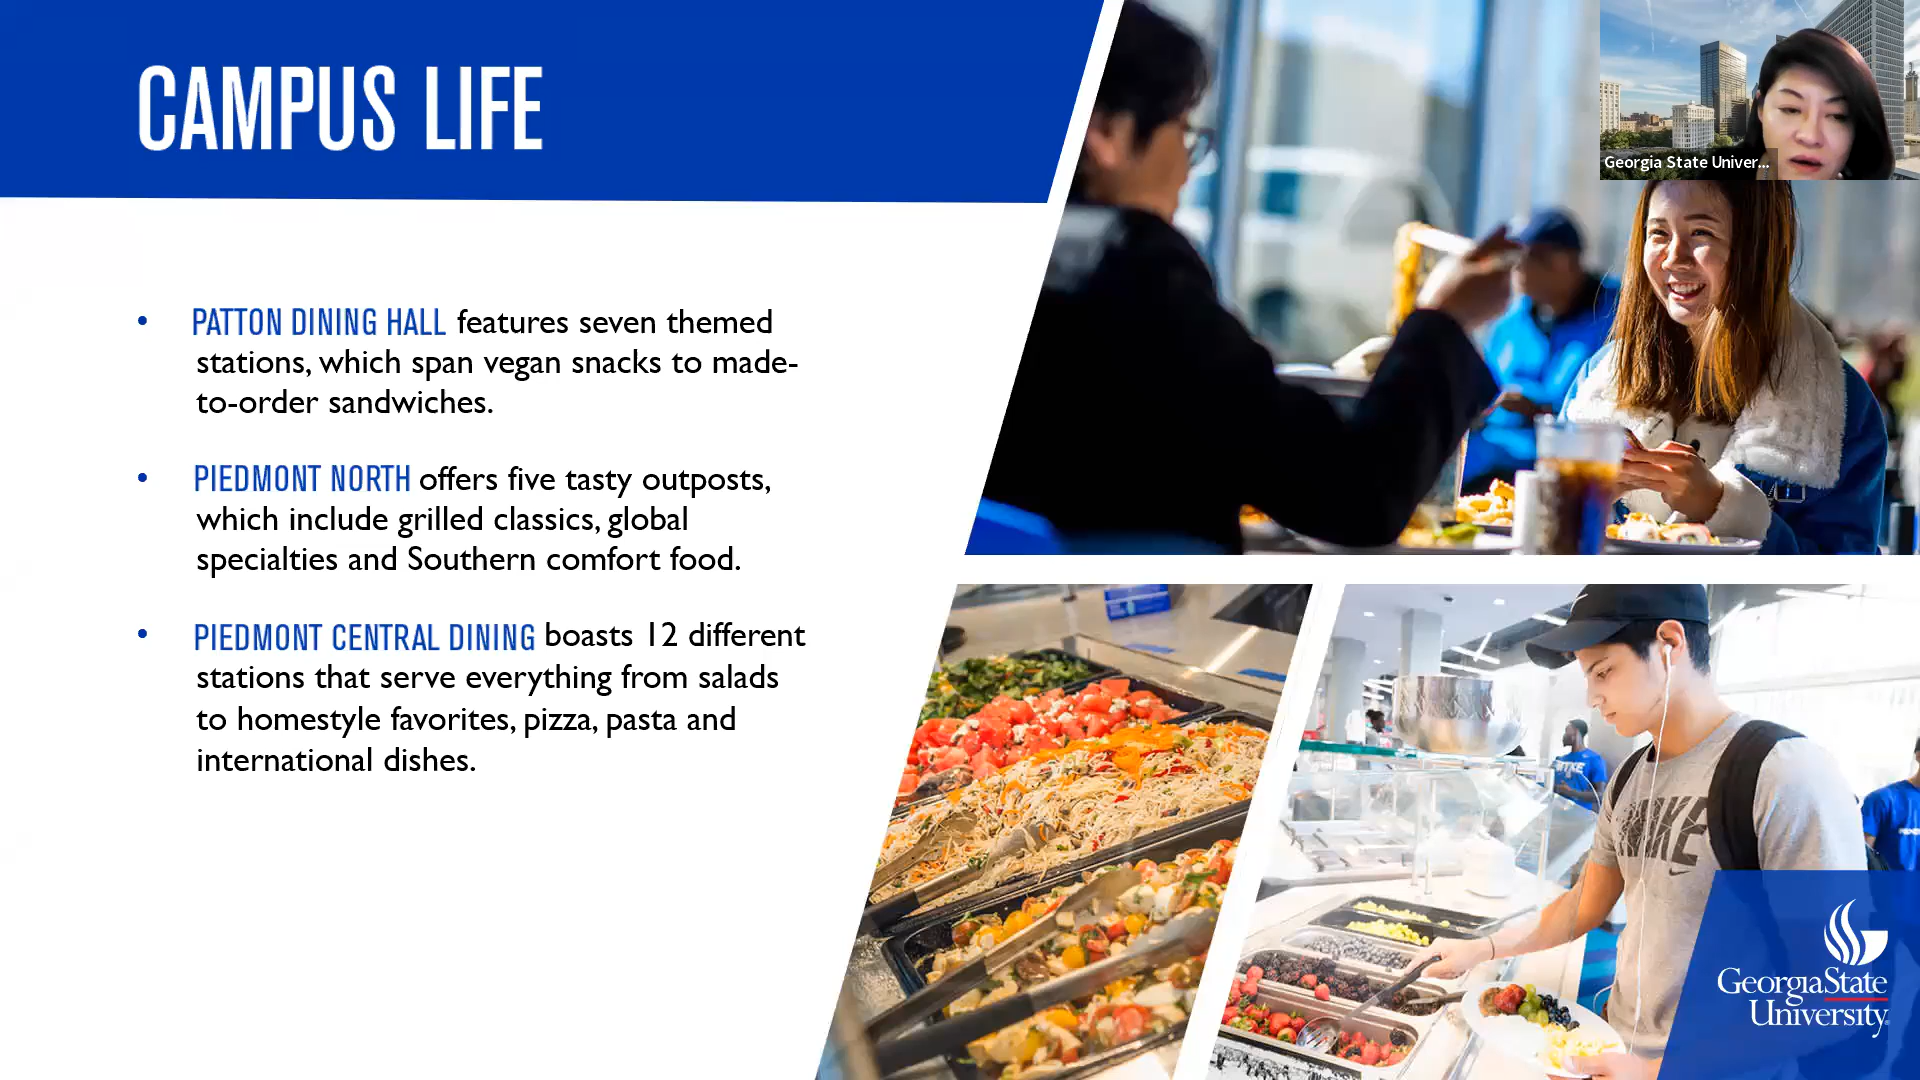 CAMPUS LIFE
Georgia State Univer...
• PATTON DINING HALL features seven themed
stations, which span vegan snacks to made-
to-order sandwiches.
• PIEDMONT NORTH offers five tasty outposts,
which include grilled classics, global
specialties and Southern comfort food.
• PIEDMONT CENTRAL DINING boasts 12 different
stations that serve everything from salads
to homestyle favorites, pizza, pasta and
international dishes.
NIKE
GeorgiaState
University